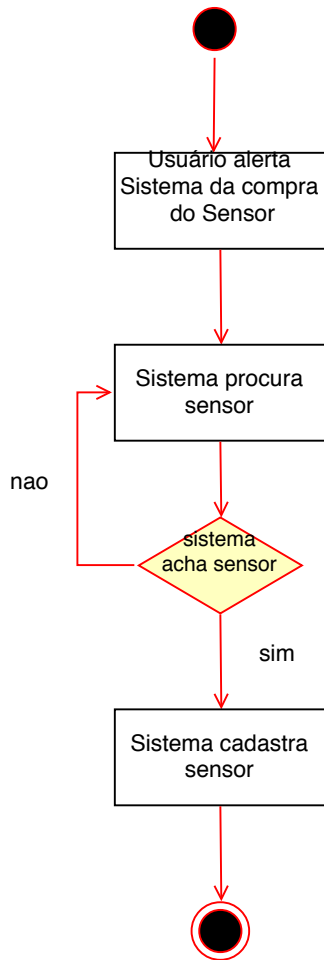 Usuário alerta
Sistema da compra
do Sensor
Sistema procura
sensor
nao
sistema
acha sensor
sim
Sistema cadastra
sensor